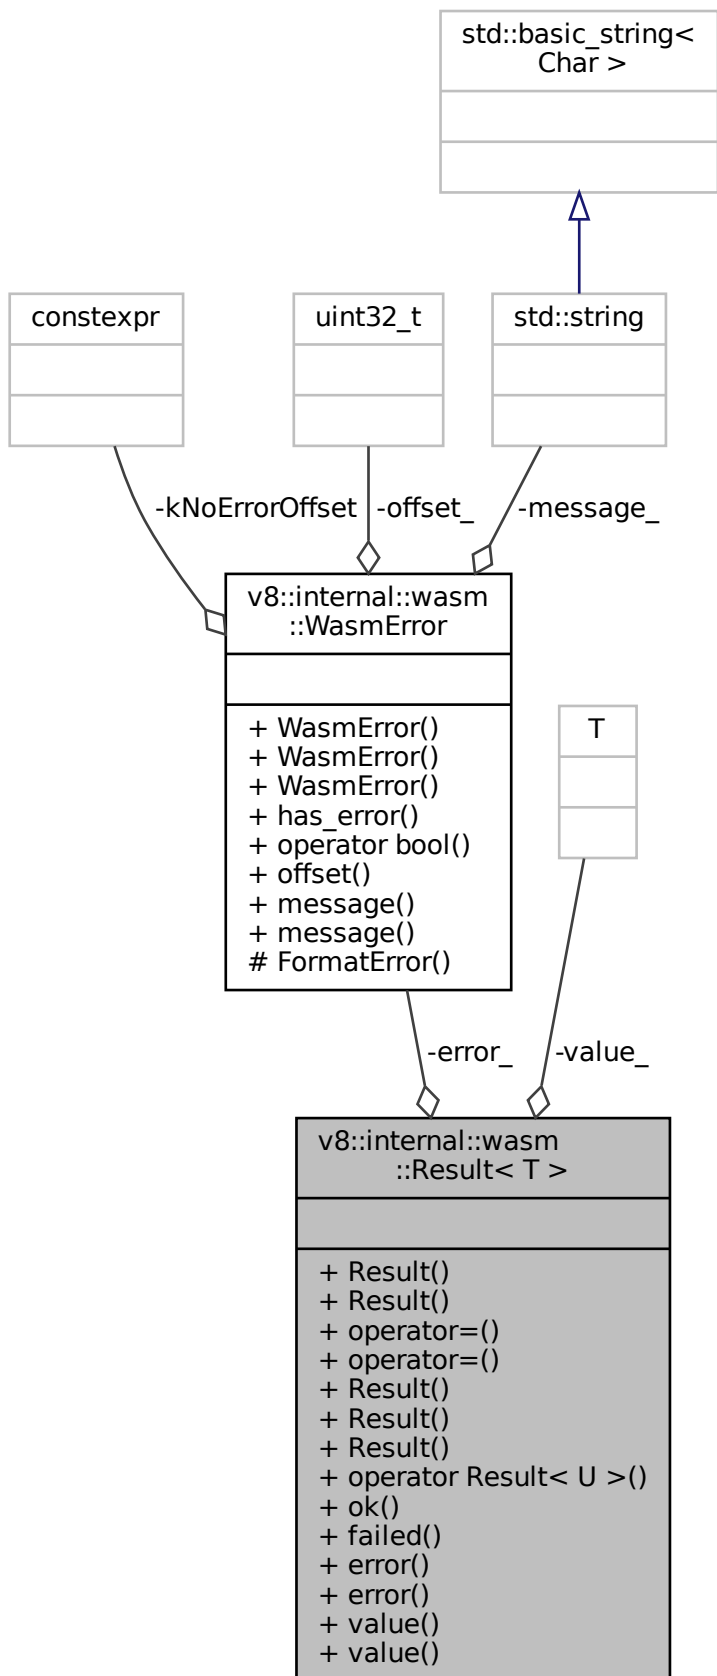 std::basic_string<
Char >
constexpr
uint32_t
std::string
-kNoErrorOffset
-offset_
-message_
v8::internal::wasm
::WasmError
+ WasmError()
+ WasmError()
+ WasmError()
+ has_error()
+ operator bool()
+ offset()
+ message()
+ message()
# FormatError()
T
-error_
-value_
v8::internal::wasm
::Result< T >
+ Result()
+ Result()
+ operator=()
+ operator=()
+ Result()
+ Result()
+ Result()
+ operator Result< U >()
+ ok()
+ failed()
+ error()
+ error()
+ value()
+ value()